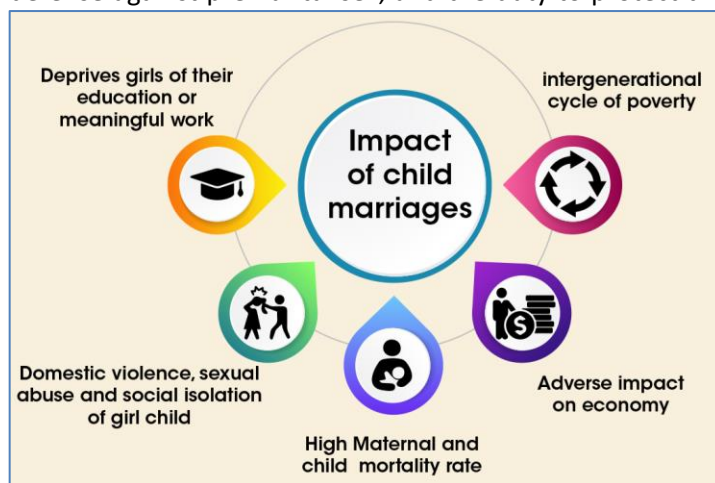 Deprives girls of their
education or
meaningful work
Impact
of child
marriages
intergenerational
cycle of poverty
Domestic violence, sexual
abuse and social isolation
of girl child
High Maternal and
child mortality rate
Adverse impact
on economy
$